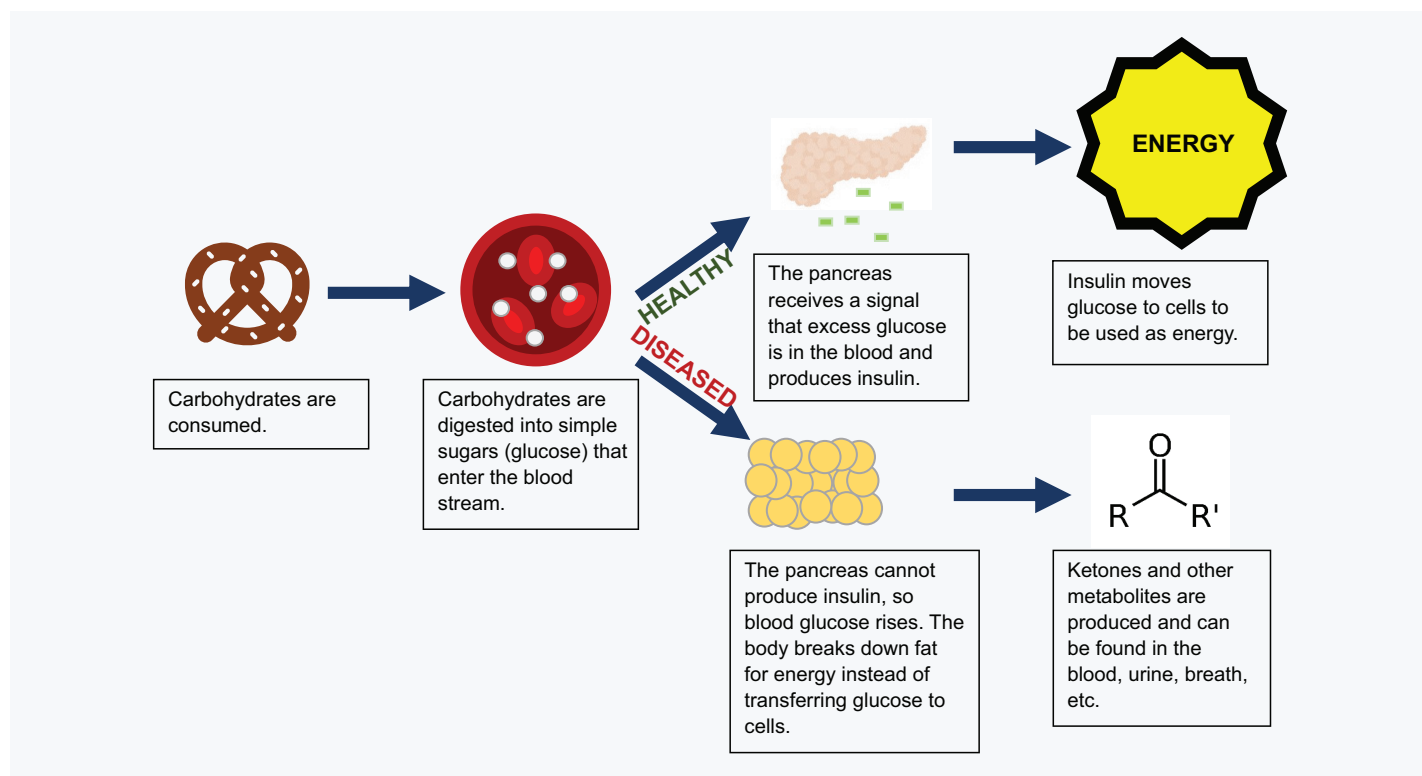 Carbohydrates are
consumed.
Carbohydrates are
digested into simple
sugars (glucose) that
enter the blood
stream.
HEALTHY
DISEASED
The pancreas
receives a signal
that excess glucose
is in the blood and
produces insulin.
ENERGY
Insulin moves
glucose to cells to
be used as energy.
The pancreas cannot
produce insulin, so
blood glucose rises. The
body breaks down fat
for energy instead of
transferring glucose to
cells.
O
R R'
Ketones and other
metabolites are
produced and can
be found in the
blood, urine, breath,
etc.